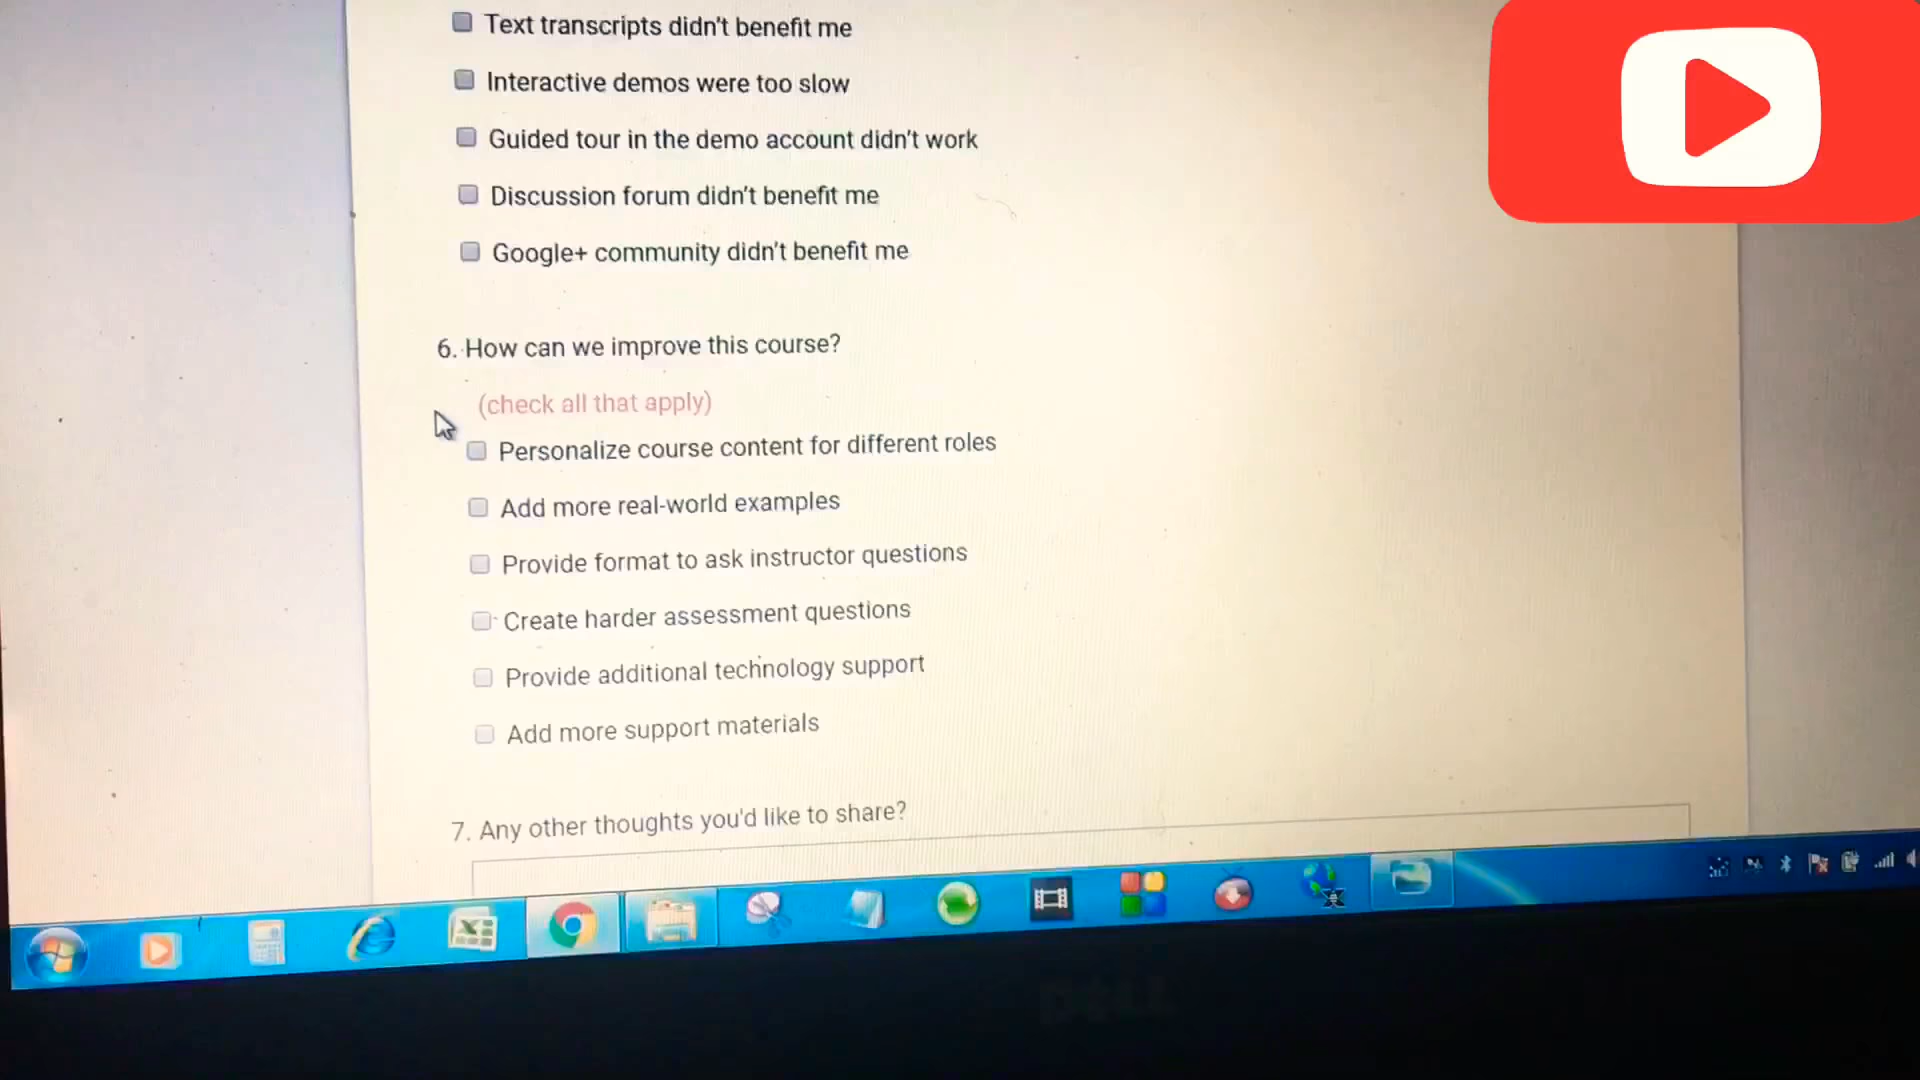 Text transcripts didn't benefit me
Interactive demos were too slow
Guided tour in the demo account didn't work
Discussion forum didn't benefit me
Google+ community didn't benefit me
6. How can we improve this course?
(check all that apply)
Personalize course content for different roles
Add more real-world examples
Provide format to ask instructor questions
Create harder assessment questions
Provide additional technology support
Add more support materials
7. Any other thoughts you'd like to share?
DELL